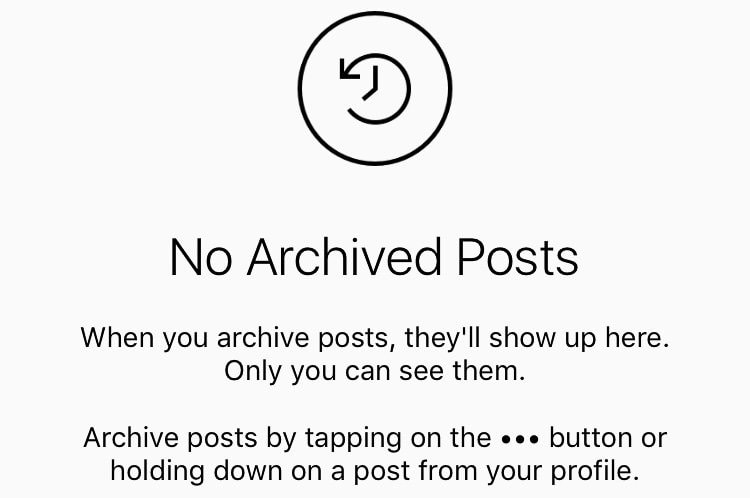 No Archived Posts
When you archive posts, they'll show up here.
Only you can see them.
Archive posts by tapping on the ••• button or
holding down on a post from your profile.